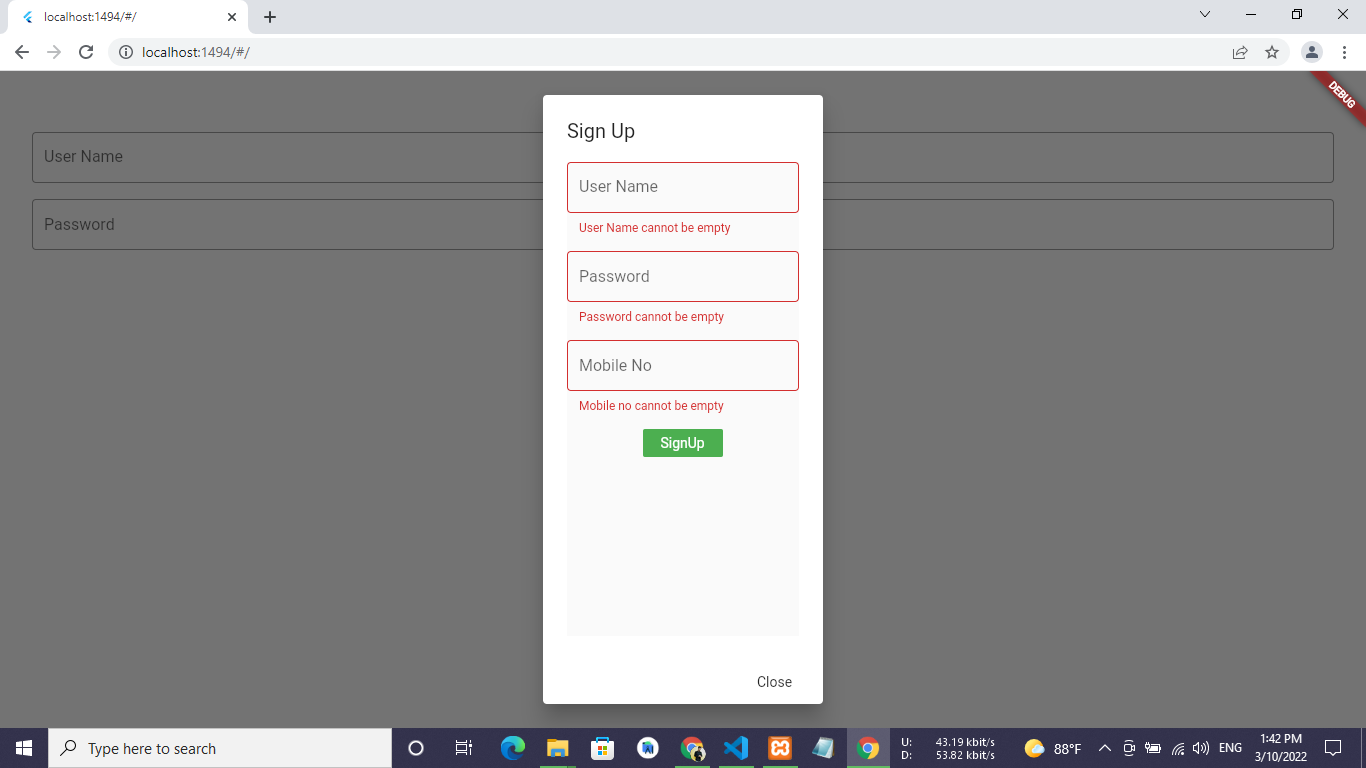 localhost:1494/#/
localhost:1494/#/
DEBUG
User Name
Password
Sign Up
User Name
User Name cannot be empty
Password
Password cannot be empty
Mobile No
Mobile no cannot be empty
SignUp
Close
Type here to search
U: 43.19 kbit/s
D: 53.82 kbit/s
88°F
ENG
1:42 PM
3/10/2022